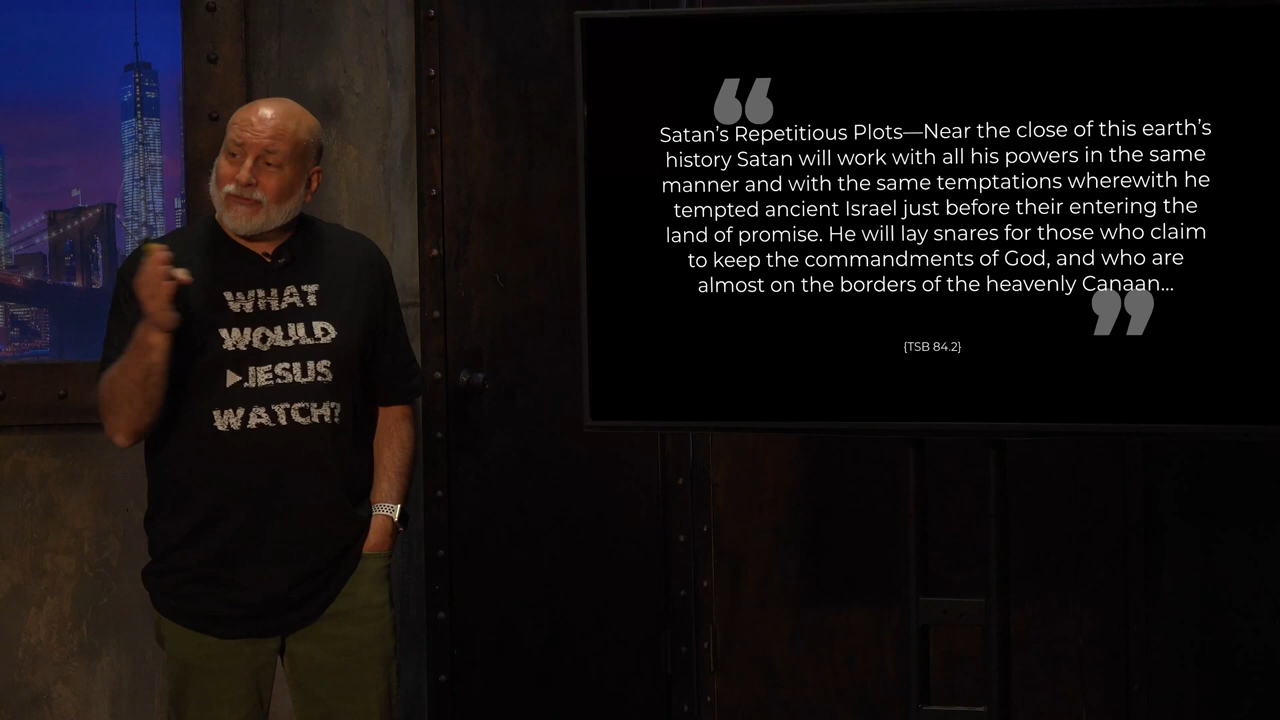 WHAT
WOULD
JESUS
WATCH?
“
Satan’s Repetitious Plots—Near the close of this earth’s
history Satan will work with all his powers in the same
manner and with the same temptations wherewith he
tempted ancient Israel just before their entering the
land of promise. He will lay snares for those who claim
to keep the commandments of God, and who are
almost on the borders of the heavenly Canaan...
”
{TSB 84.2}